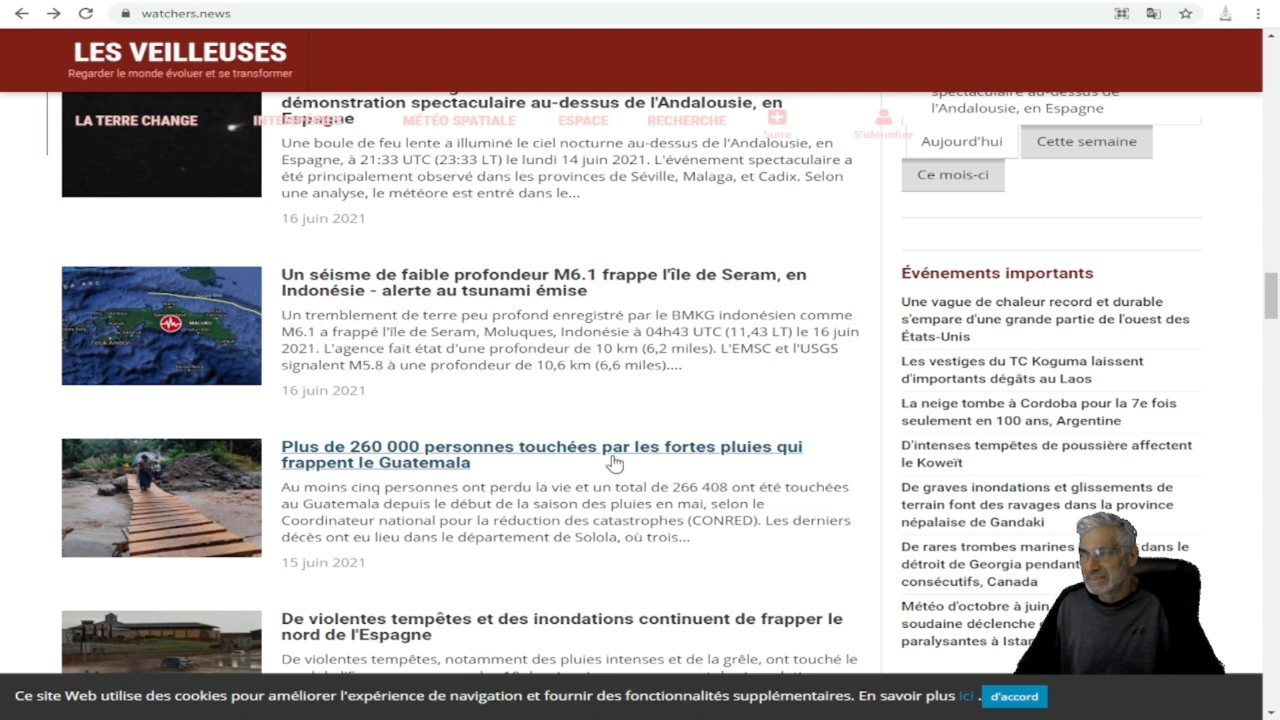 watchers.news
LES VEILLEUSES
Regarder le monde évoluer et se transformer
LA TERRE CHANGE
MÉTÉO SPATIALE
ESPACE
RECHERCHE
Suite
S'identifier
démonstration spectaculaire au-dessus de l'Andalousie, en
Espagne
Une boule de feu lente a illuminé le ciel nocturne au-dessus de l'Andalousie, en
Espagne, à 21:33 UTC (23:33 LT) le lundi 14 juin 2021. L'événement spectaculaire a
été principalement observé dans les provinces de Séville, Malaga, et Cadix. Selon
une analyse, le météore est entré dans le...
16 juin 2021
Un séisme de faible profondeur M6.1 frappe l'île de Seram, en
Indonésie - alerte au tsunami émise
Un tremblement de terre peu profond enregistré par le BMKG indonésien comme
M6.1 a frappé l'île de Seram, Moluques, Indonésie à 04h43 UTC (11,43 LT) le 16 juin
2021. L'agence fait état d'une profondeur de 10 km (6,2 miles). L'EMSC et l'USGS
signalent M5.8 à une profondeur de 10,6 km (6,6 miles)....
16 juin 2021
Plus de 260 000 personnes touchées par les fortes pluies qui
frappent le Guatemala
Au moins cinq personnes ont perdu la vie et un total de 266 408 ont été touchées
au Guatemala depuis le début de la saison des pluies en mai, selon le
Coordinateur national pour la réduction des catastrophes (CONRED). Les derniers
décès ont eu lieu dans le département de Solola, où trois...
15 juin 2021
De violentes tempêtes et des inondations continuent de frapper le
nord de l'Espagne
De violentes tempêtes, notamment des pluies intenses et de la grêle, ont touché le
spectaculaire au-dessus de
l'Andalousie, en Espagne
Aujourd'hui
Cette semaine
Ce mois-ci
Événements importants
Une vague de chaleur record et durable
s'empare d'une grande partie de l'ouest des
États-Unis
Les vestiges du TC Koguma laissent
d'importants dégâts au Laos
La neige tombe à Cordoba pour la 7e fois
seulement en 100 ans, Argentine
D'intenses tempêtes de poussière affectent
le Koweït
De graves inondations et glissements de
terrain font des ravages dans la province
népalaise de Gandaki
De rares trombes marines dans le
détroit de Georgia pendant
consécutifs, Canada
Météo d'octobre à juin
soudaine déclenche
paralysantes à
Ce site Web utilise des cookies pour améliorer l'expérience de navigation et fournir des fonctionnalités supplémentaires. En savoir plus ici .
d'accord